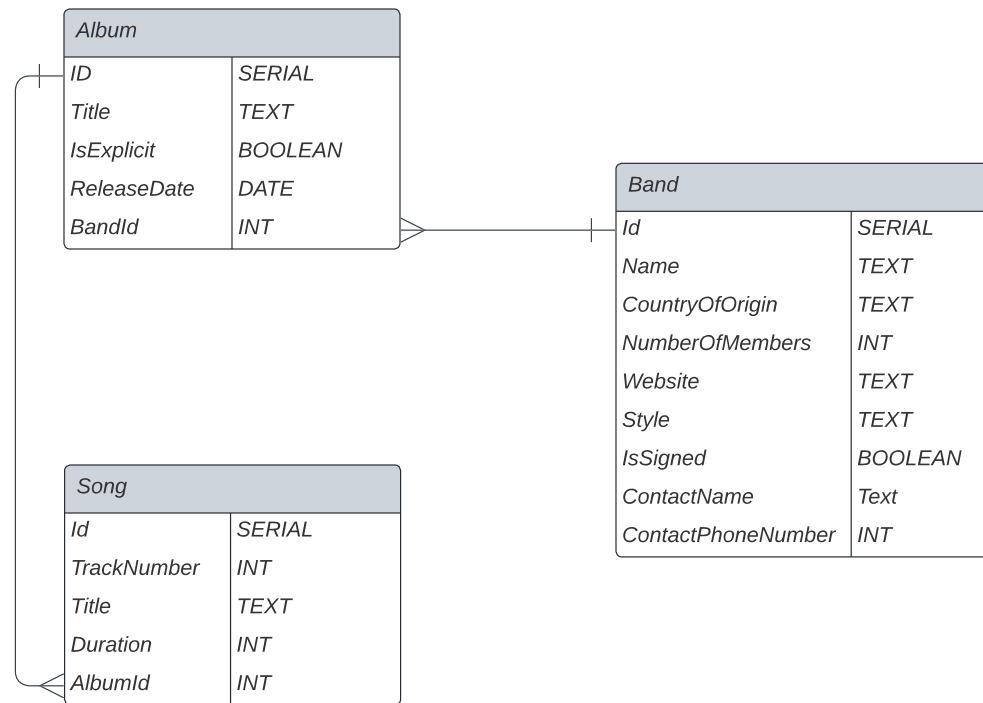 Album
ID SERIAL
Title TEXT
IsExplicit BOOLEAN
ReleaseDate DATE
BandId INT
Band
Id SERIAL
Name TEXT
CountryOfOrigin TEXT
NumberOfMembers INT
Website TEXT
Style TEXT
IsSigned BOOLEAN
ContactName Text
ContactPhoneNumber INT
Song
Id SERIAL
TrackNumber INT
Title TEXT
Duration INT
AlbumId INT